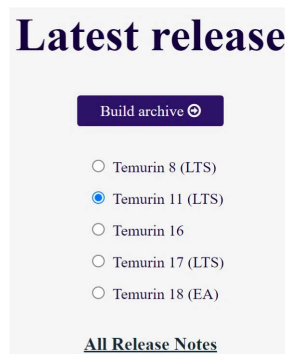 Latest release
Build archive
Temurin 8 (LTS)
Temurin 11 (LTS)
Temurin 16
Temurin 17 (LTS)
Temurin 18 (EA)
All Release Notes